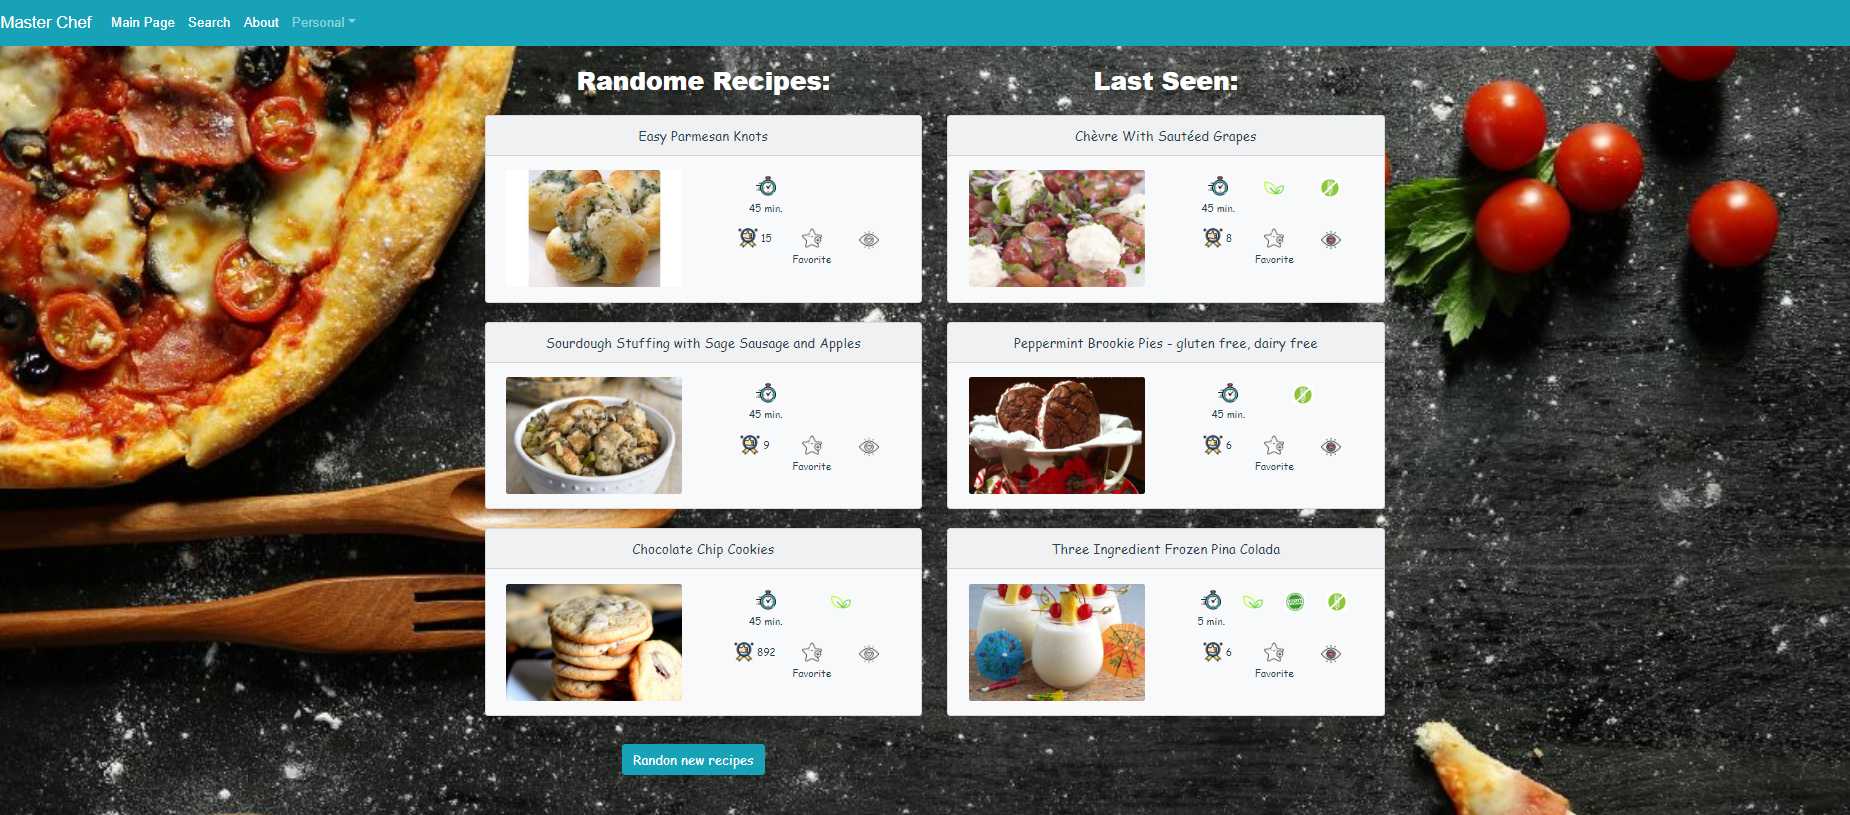 Master Chef Main Page Search About Personal
Randome Recipes:
Easy Parmesan Knots
45 min.
15
Favorite
Sourdough Stuffing with Sage Sausage and Apples
45 min.
9
Favorite
Chocolate Chip Cookies
45 min.
892
Favorite
Randon new recipes
Last Seen:
Chèvre With Sautéed Grapes
45 min.
8
Favorite
Peppermint Brookie Pies - gluten free, dairy free
45 min.
6
Favorite
Three Ingredient Frozen Pina Colada
5 min.
6
Favorite